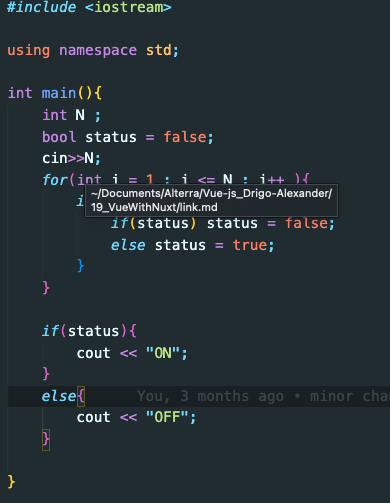 #include <iostream>
using namespace std;
int main(){
int N ;
bool status = false;
cin>>N;
for(int i = 1 ; i <= N ; i++ ){
~/Documents/Alterra/Vue-js_Drigo-Alexander/
19_VueWithNuxt/link.md
if(status) status = false;
else status = true;
}
}
if(status){
cout << "ON";
}
else{ You, 3 months ago • minor cha
cout << "OFF";
}
}